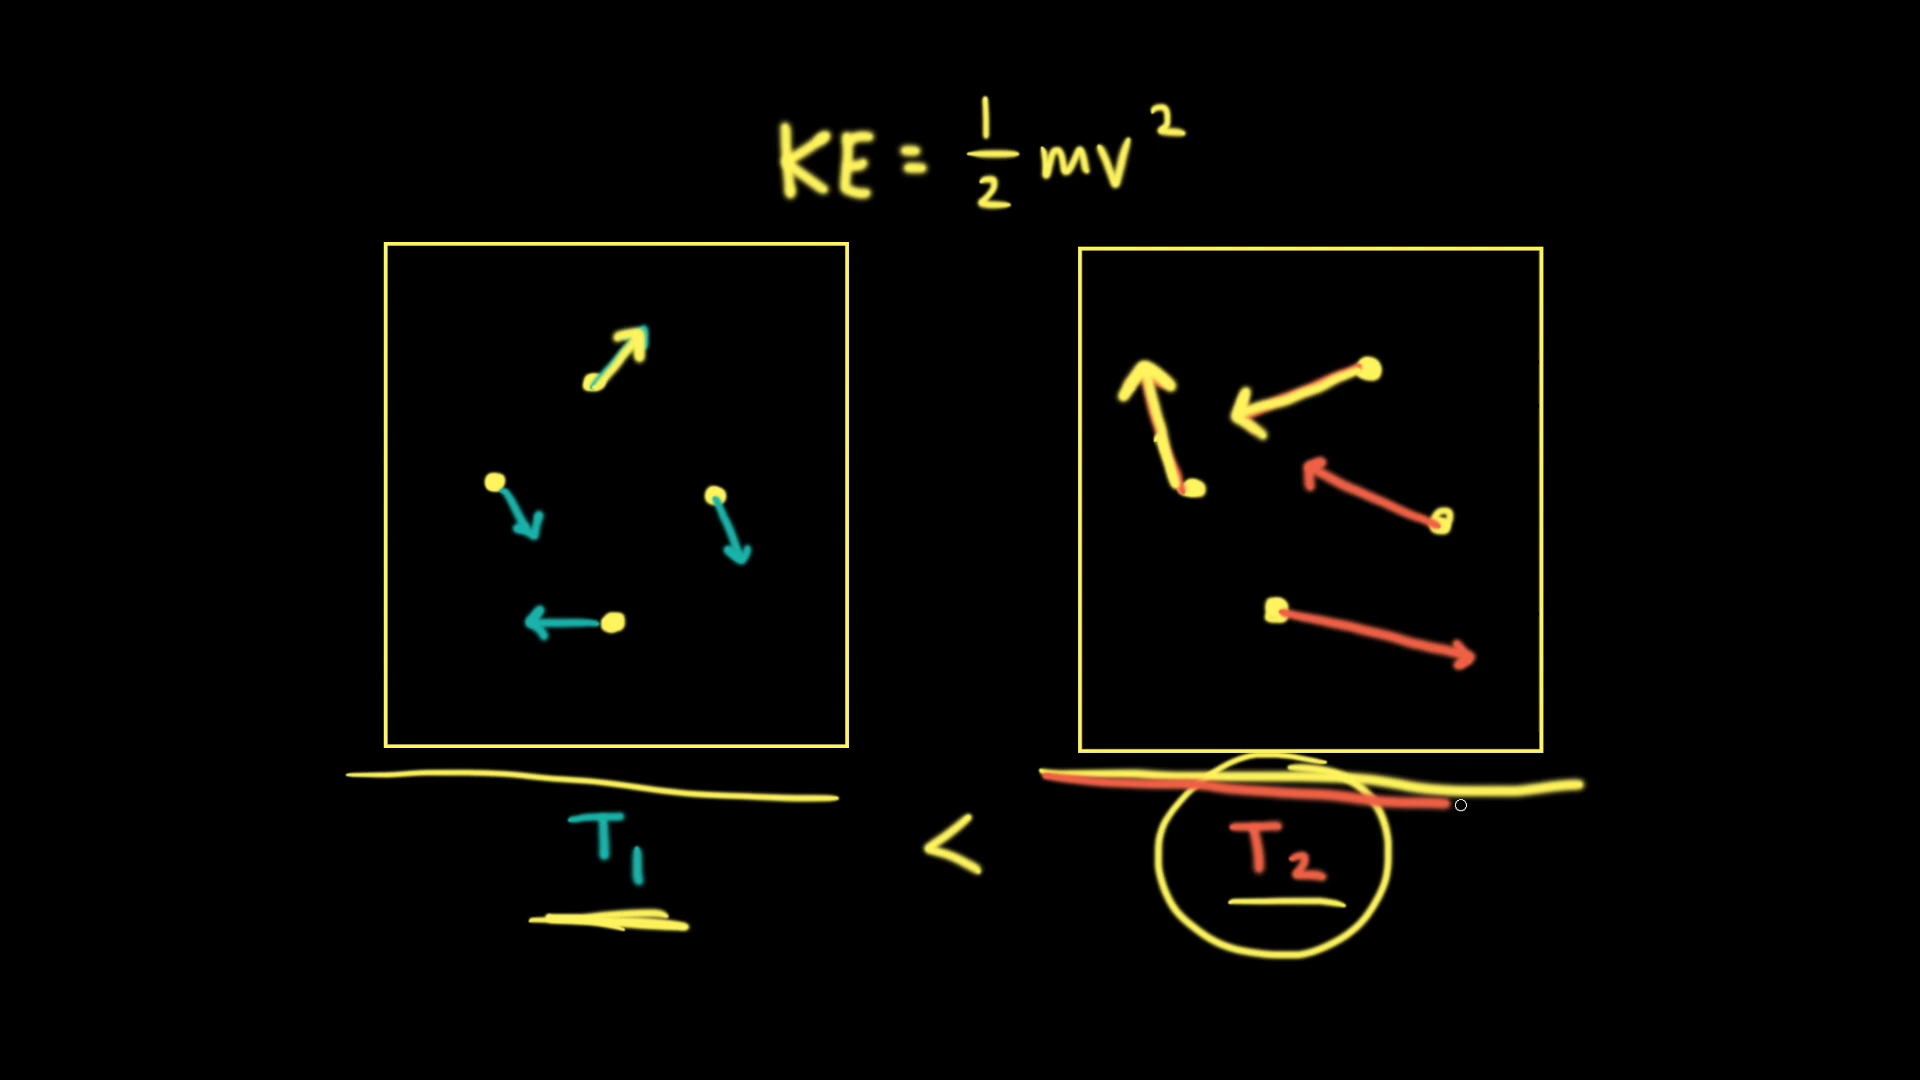 KE = 1/2 mv²
T₁ < T₂